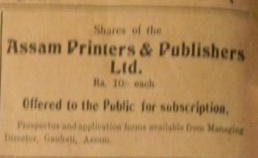 Shares of the
Assam Printers & Publishers
Ltd.
Rs. 10/- each
Offered to the Public for subscription.
Prospectus and application forms available from Managing
Director, Gauhati, Assam.